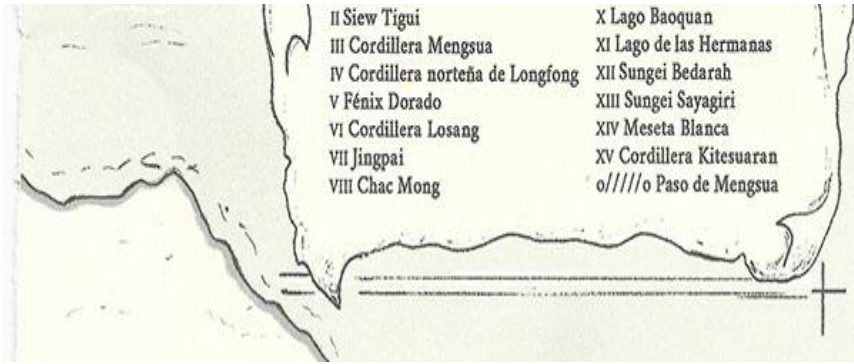 II Siew Tigui
III Cordillera Mengsua
IV Cordillera norteña de Longfong
V Fénix Dorado
VI Cordillera Losang
VII Jingpai
VIII Chac Mong
X Lago Baoquan
XI Lago de las Hermanas
XII Sungei Bedarah
XIII Sungei Sayagiri
XIV Meseta Blanca
XV Cordillera Kitesuaran
o/////o Paso de Mengsua